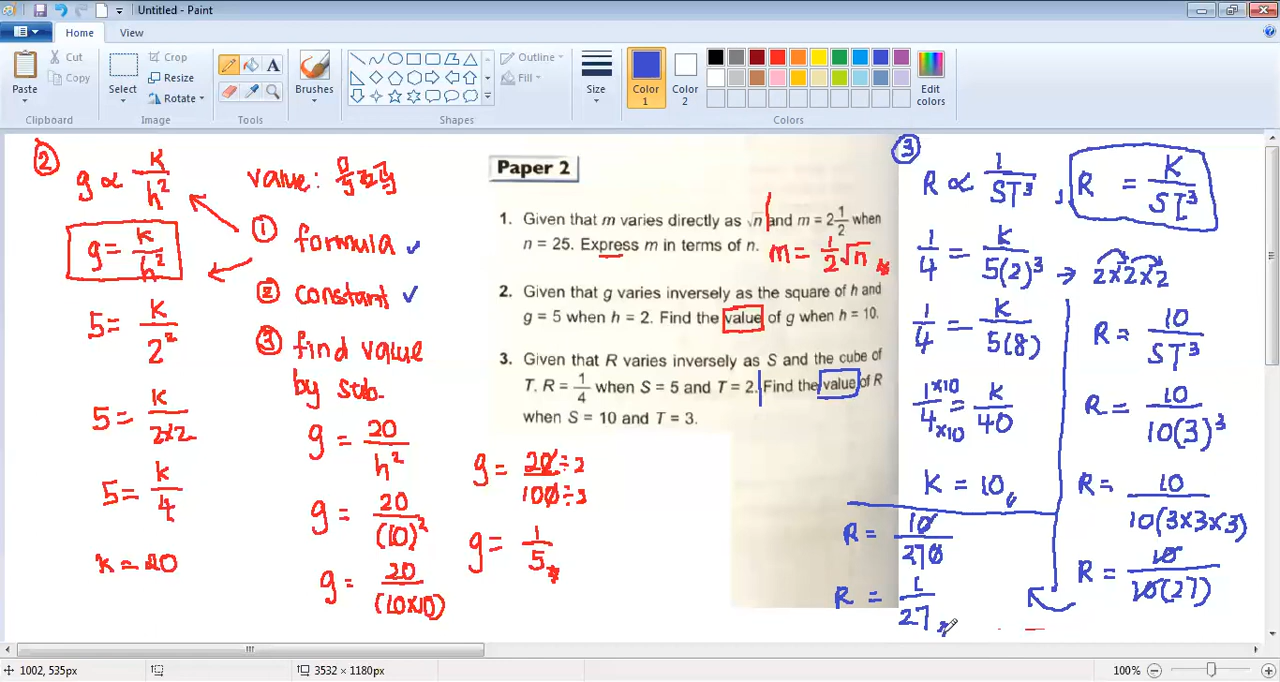 Untitled - Paint
Home View
Paste
Cut
Copy
Clipboard
Select
Crop
Resize
Rotate
Image
Tools
Brushes
Shapes
Outline
Fill
Size
Color 1
Color 2
Edit colors
Colors
②
g ∝ k/h²
g = k/h²
5 = k/2²
5 = k/2×2
5 = k/4
k = 20
value:
① formula ✓
② constant ✓
③ find value
by sub.
g = 20/h²
g = 20/(10)²
g = 20/(10×10)
g = 20÷2/100÷2
g = 1/5
Paper 2
1. Given that m varies directly as √n and m = 2 1/2 when
n = 25. Express m in terms of n.
m = 1/2 √n
2. Given that g varies inversely as the square of h and
g = 5 when h = 2. Find the value of g when h = 10.
3. Given that R varies inversely as S and the cube of
T. R = 1/4 when S = 5 and T = 2. Find the value of R
when S = 10 and T = 3.
③
R ∝ 1/ST³ , R = K/ST³
1/4 = K/5(2)³ → 2×2×2
1/4 = K/5(8)
1×10/4×10 = K/40
K = 10
R = 10/ST³
R = 10/10(3)³
R = 10/10(3×3×3)
R = 10/10(27)
R = 10/270
R = 1/27
1002, 535px
3532 × 1180px
100%